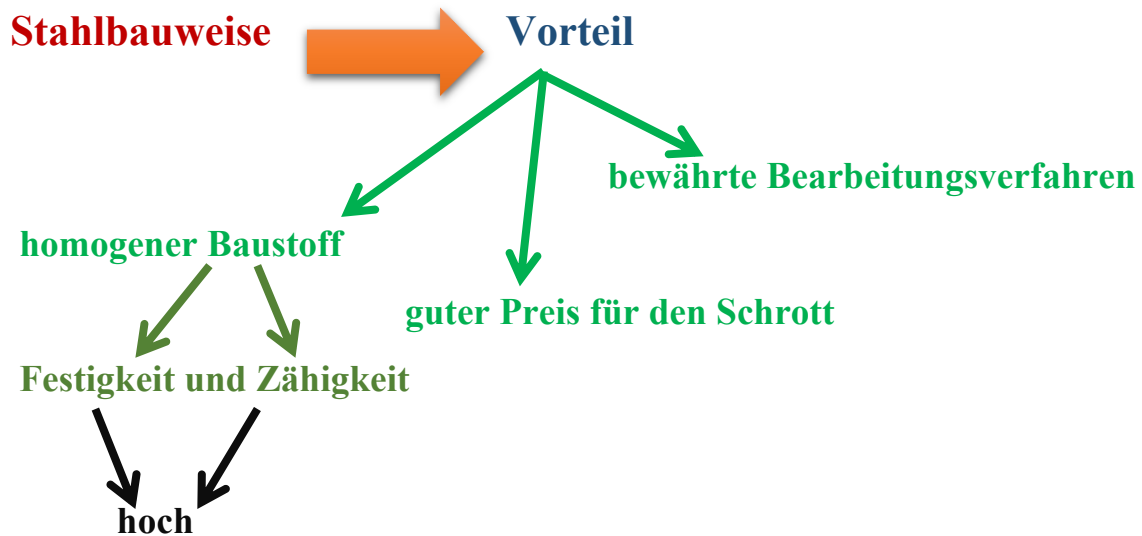 Stahlbauweise
Vorteil
bewährte Bearbeitungsverfahren
homogener Baustoff
guter Preis für den Schrott
Festigkeit und Zähigkeit
hoch